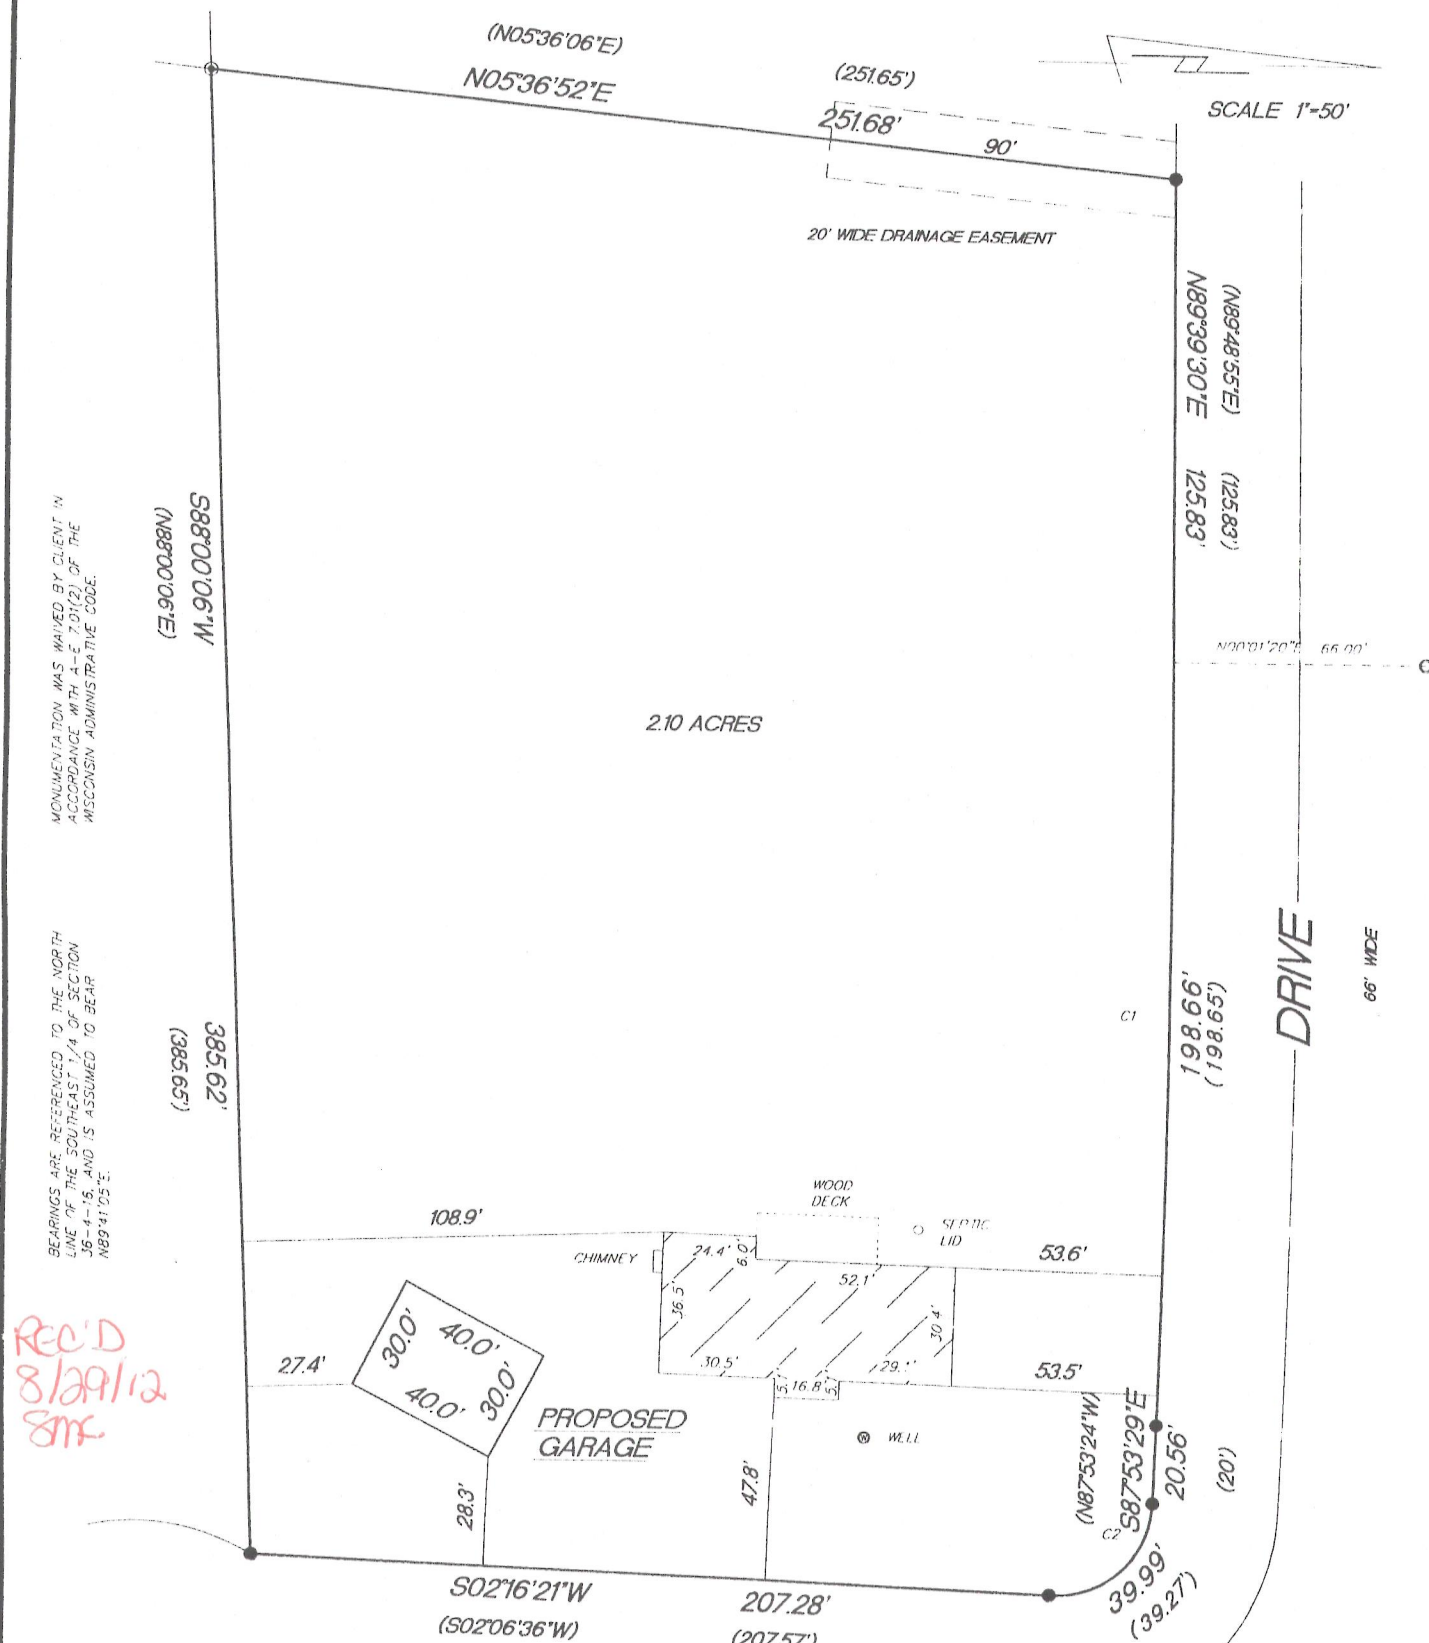 (N05°36'06"E)
N05°36'52"E
(251.65')
251.68'
90'
SCALE 1"=50'
20' WIDE DRAINAGE EASEMENT
(N89°48'55"E)
N89°39'30"E
(125.83')
125.83'
66.00'
S88°00'06"W
(N88°00'06"E)
MONUMENTATION WAS WAIVED BY CLIENT IN
ACCORDANCE WITH A-E 7.01(2) OF THE
WISCONSIN ADMINISTRATIVE CODE.
2.10 ACRES
DRIVE
66' WIDE
C1
198.66'
(198.65')
385.62'
(385.65')
BEARINGS ARE REFERENCED TO THE NORTH
LINE OF THE SOUTHEAST 1/4 OF SECTION
36-4-16, AND IS ASSUMED TO BEAR
N89°41'05"E.
108.9'
WOOD
DECK
SEPTIC
LID
CHIMNEY
24.4'
6.0'
52.1'
53.6'
36.5'
30.4'
30.5'
29.1'
53.5'
5.
16.8'
5.
REC'D
8/29/12
SMK
27.4'
30.0'
40.0'
40.0'
30.0'
PROPOSED
GARAGE
28.3'
47.8'
WELL
(N87°53'24"W)
S87°53'29"E
20.56'
(20')
C2
39.99'
(39.27')
S02°16'21"W
(S02°06'36"W)
207.28'
(207.57')